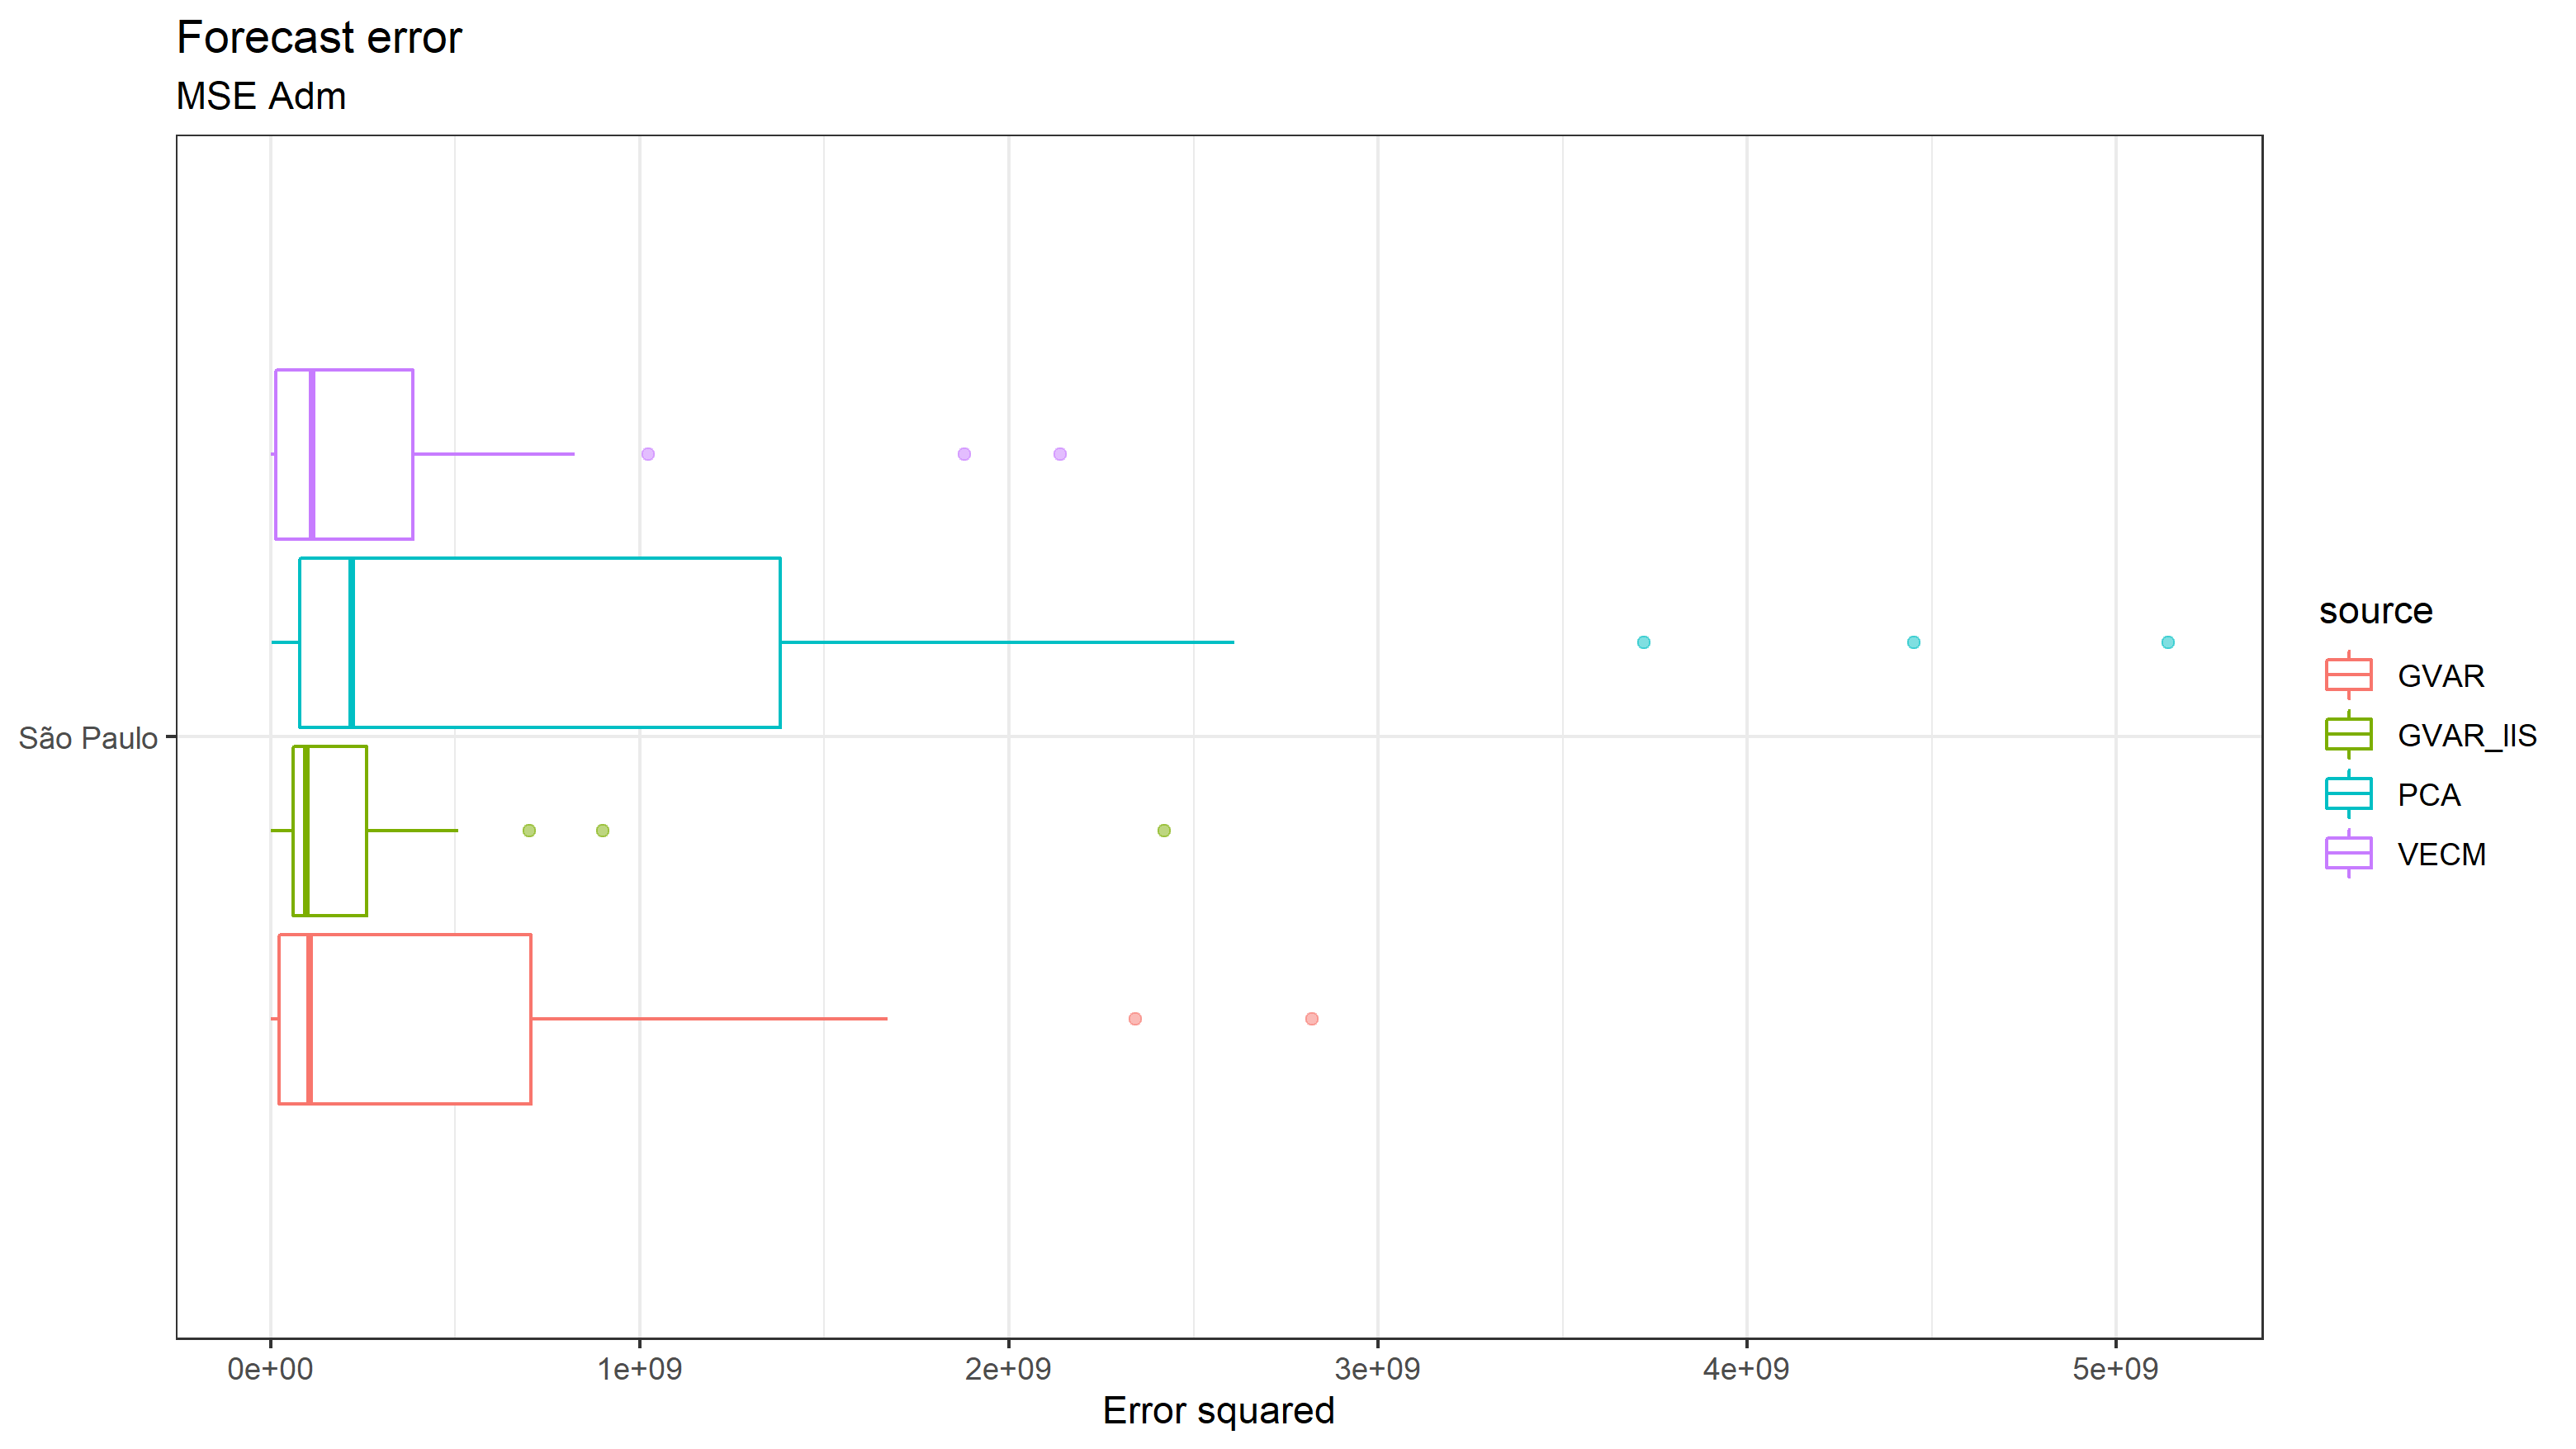 Forecast error
MSE Adm
São Paulo
0e+00
1e+09
2e+09
3e+09
4e+09
5e+09
Error squared
source
GVAR
GVAR_IIS
PCA
VECM